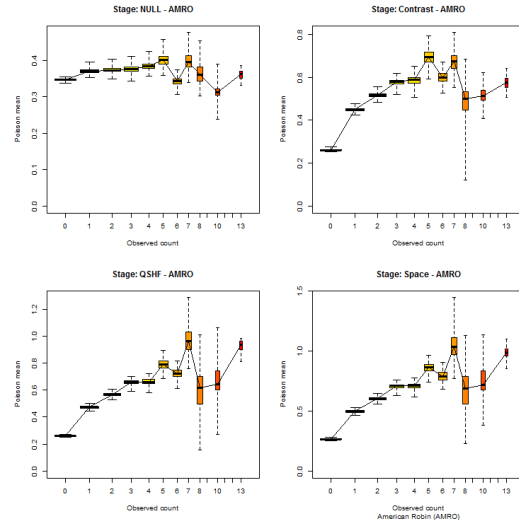 Stage: NULL - AMRO
Poisson mean
0.0 0.1 0.2 0.3 0.4
0 1 2 3 4 5 6 7 8 10 13
Observed count
Stage: Contrast - AMRO
Poisson mean
0.0 0.2 0.4 0.6 0.8
0 1 2 3 4 5 6 7 8 10 13
Observed count
Stage: QSHF - AMRO
Poisson mean
0.0 0.2 0.4 0.6 0.8 1.0 1.2
0 1 2 3 4 5 6 7 8 10 13
Observed count
Stage: Space - AMRO
Poisson mean
0.0 0.5 1.0 1.5
0 1 2 3 4 5 6 7 8 10 13
Observed count
American Robin (AMRO)